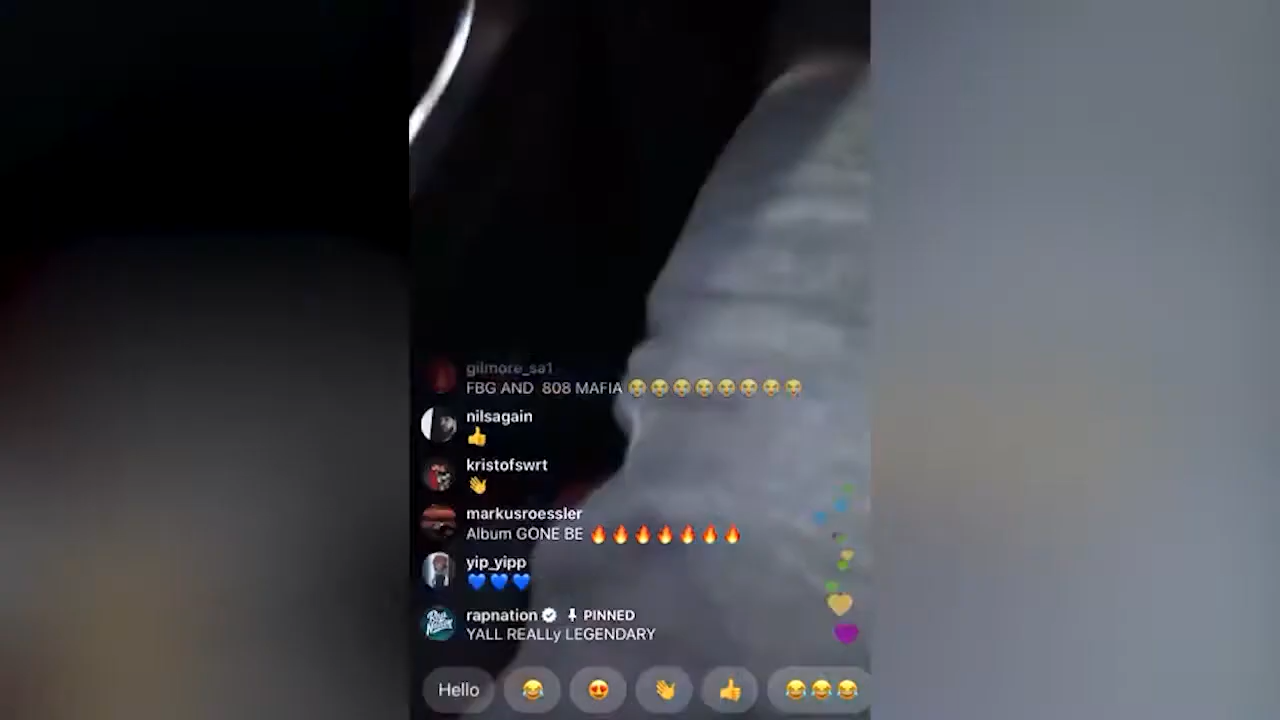 gilmore_sa1
FBG AND 808 MAFIA 😭😭😭😭😭😭😭😭
nilsagain
👍
kristofswrt
👋
markusroessler
Album GONE BE 🔥🔥🔥🔥🔥🔥🔥
yip_yipp
💙💙💙
rapnation PINNED
YALL REALLy LEGENDARY
Hello 😂 😍 👋 👍 😂😂😂